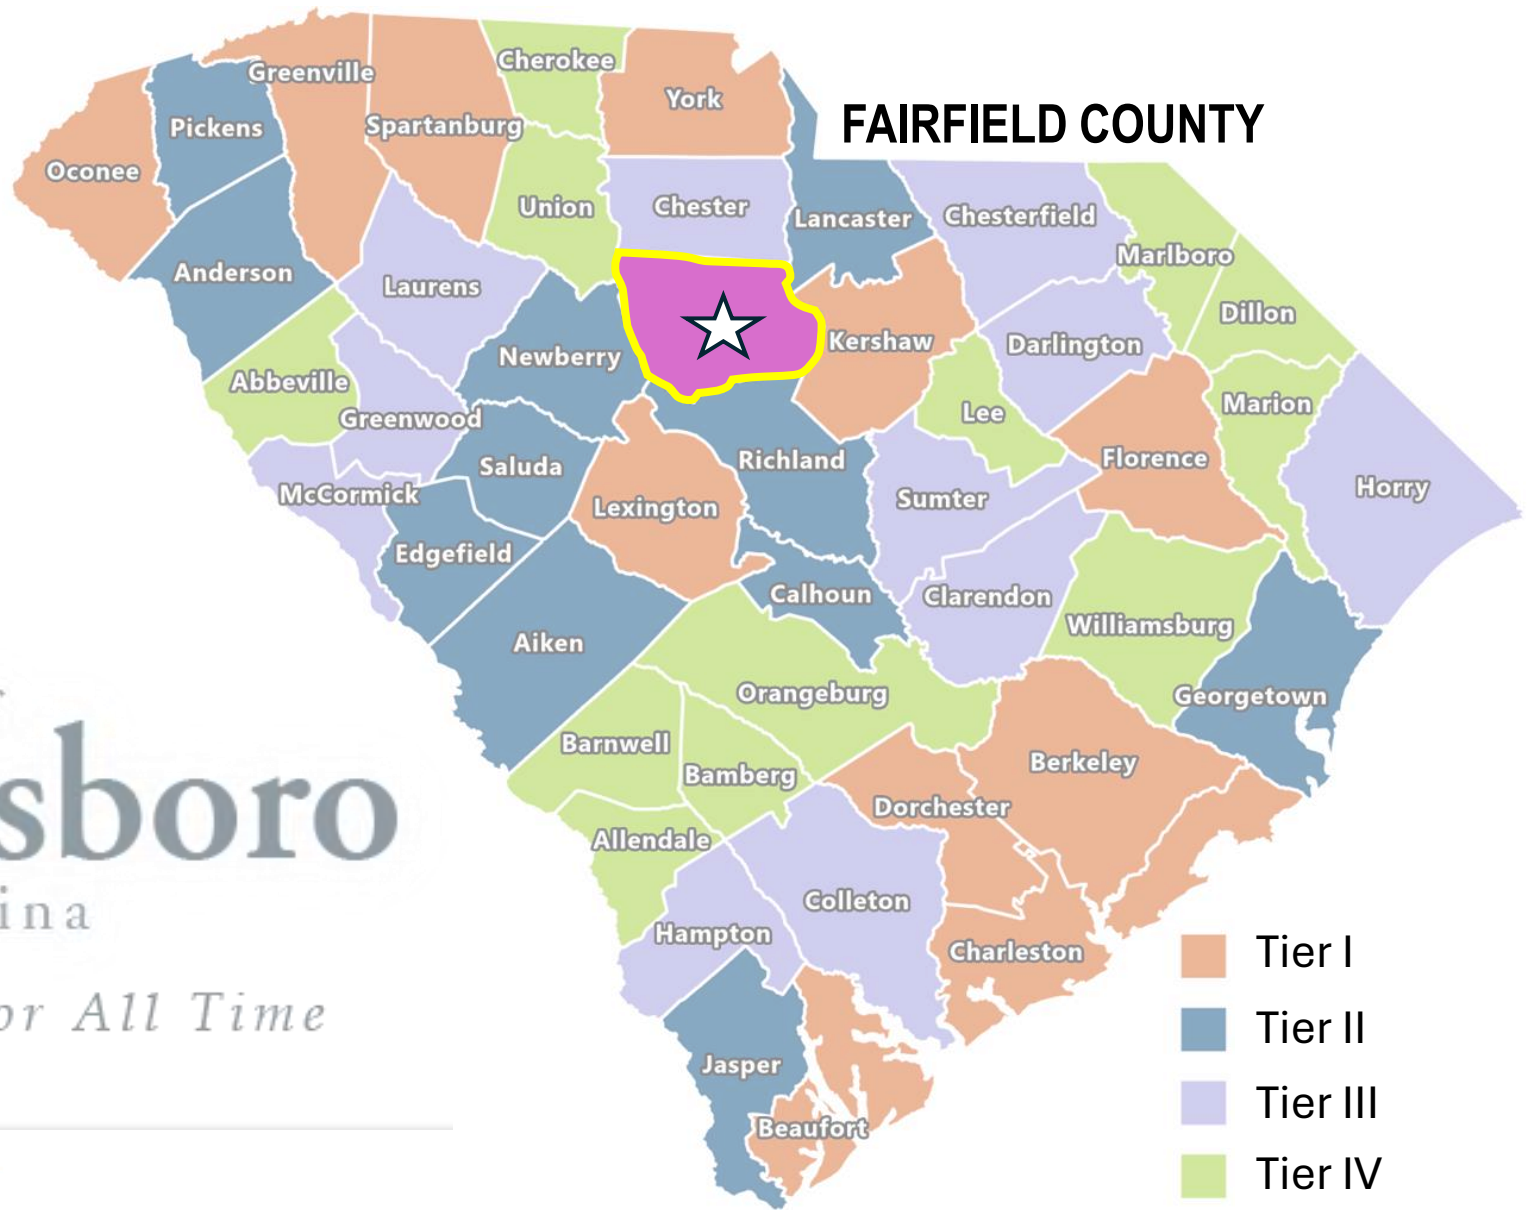 Cherokee
Greenville
York
FAIRFIELD COUNTY
Pickens
Spartanburg
Oconee
Union
Chester
Lancaster
Chesterfield
Marlboro
Anderson
Laurens
Dillon
Kershaw
Darlington
Newberry
Abbeville
Greenwood
Lee
Marion
Saluda
Richland
Florence
McCormick
Lexington
Sumter
Horry
Edgefield
Calhoun
Clarendon
Williamsburg
Aiken
Orangeburg
Georgetown
Barnwell
Bamberg
Berkeley
Dorchester
sboro
Allendale
ina
Colleton
Hampton
Charleston
Tier I
or All Time
Tier II
Jasper
Tier III
Beaufort
Tier IV